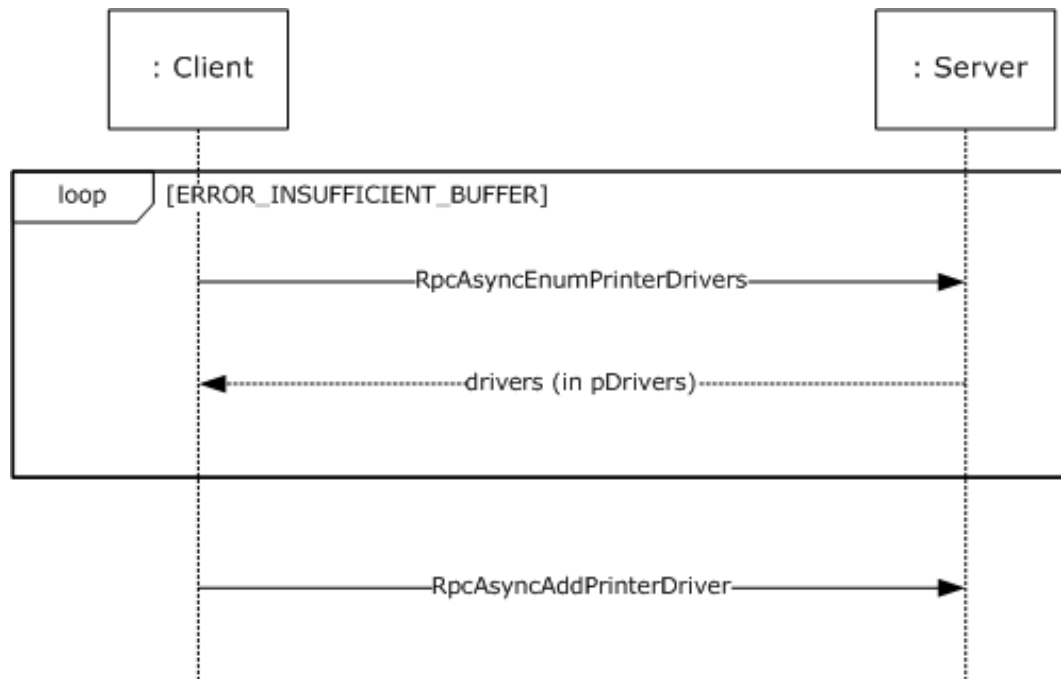 : Client
: Server
loop
[ERROR_INSUFFICIENT_BUFFER]
RpcAsyncEnumPrinterDrivers
drivers (in pDrivers)
RpcAsyncAddPrinterDriver